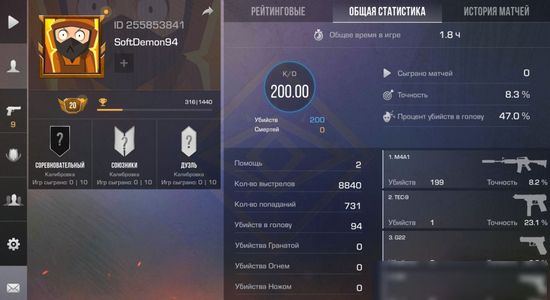 ID 255853841
SoftDemon94
20
316|1440
9
СОРЕВНОВАТЕЛЬНЫЙ
Калибровка
Игр сыграно: 0 | 10
СОЮЗНИКИ
Калибровка
Игр сыграно: 0 | 10
ДУЭЛЬ
Калибровка
Игр сыграно: 0 | 10
РЕЙТИНГОВЫЕ
ОБЩАЯ СТАТИСТИКА
ИСТОРИЯ МАТЧЕЙ
Общее время в игре 1.8 ч
K/D
200.00
Убийств 200
Смертей 0
Сыграно матчей 0
Точность 8.3 %
Процент убийств в голову 47.0 %
Помощь 2
Кол-во выстрелов 8840
Кол-во попаданий 731
Убийств в голову 94
Убийства Гранатой 0
Убийства Огнем 0
Убийства Ножом 0
1. M4A1
Убийств 199 Точность 8.2 %
2. TEC-9
Убийств 1 Точность 23.1 %
3. G22